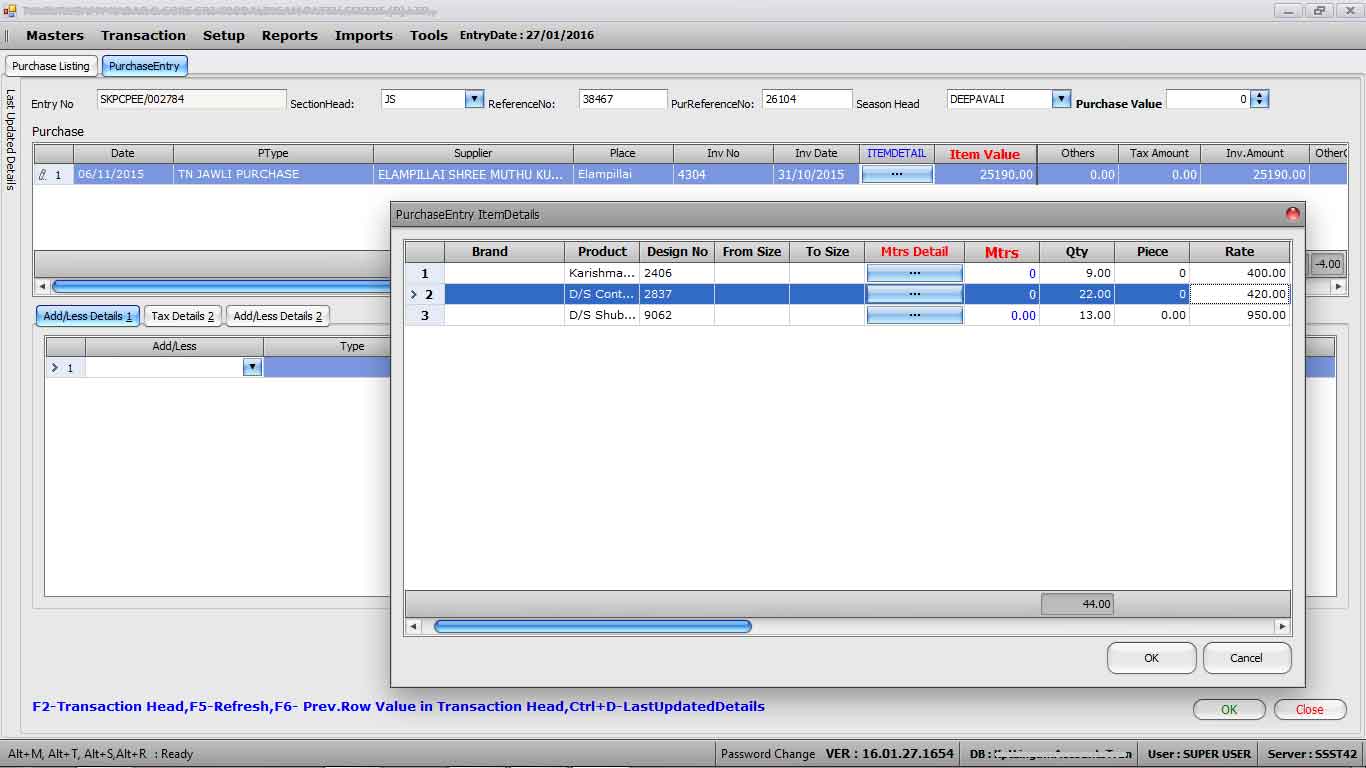 Masters Transaction Setup Reports Imports Tools EntryDate : 27/01/2016
Purchase Listing PurchaseEntry
Last Updated Details
Entry No SKPCPEE/002784 SectionHead: JS ReferenceNo: 38467 PurReferenceNo: 26104 Season Head DEEPAVALI Purchase Value 0
Purchase
Date PType Supplier Place Inv No Inv Date ITEMDETAIL Item Value Others Tax Amount Inv.Amount OtherC
1 06/11/2015 TN JAWLI PURCHASE ELAMPILLAI SHREE MUTHU KU... Elampillai 4304 31/10/2015 ... 25190.00 0.00 0.00 25190.00
-4.00
PurchaseEntry ItemDetails
Brand Product Design No From Size To Size Mtrs Detail Mtrs Qty Piece Rate
1 Karishma... 2406 ... 0 9.00 0 400.00
2 D/S Cont... 2837 ... 0 22.00 0 420.00
3 D/S Shub... 9062 ... 0.00 13.00 0.00 950.00
44.00
OK Cancel
Add/Less Details 1 Tax Details 2 Add/Less Details 2
Add/Less Type
1
F2-Transaction Head,F5-Refresh,F6- Prev.Row Value in Transaction Head,Ctrl+D-LastUpdatedDetails
OK Close
Alt+M, Alt+T, Alt+S,Alt+R : Ready Password Change VER : 16.01.27.1654 DB : User : SUPER USER Server : SSST42